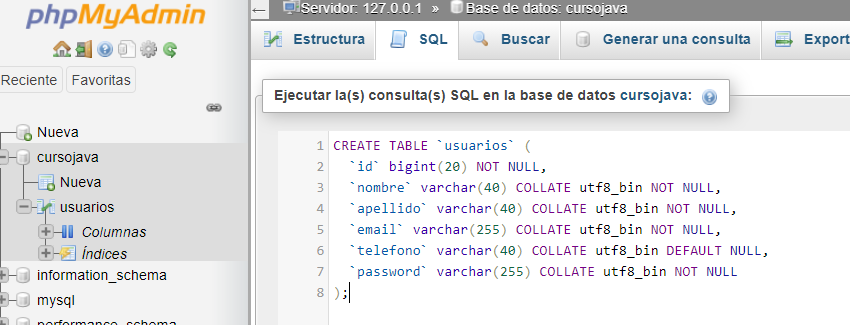 phpMyAdmin
Reciente Favoritas
Nueva
cursojava
Nueva
usuarios
Columnas
Índices
information_schema
mysql
performance_schema
Servidor: 127.0.0.1 » Base de datos: cursojava
Estructura SQL Buscar Generar una consulta Export
Ejecutar la(s) consulta(s) SQL en la base de datos cursojava:
1 CREATE TABLE `usuarios` (
2 `id` bigint(20) NOT NULL,
3 `nombre` varchar(40) COLLATE utf8_bin NOT NULL,
4 `apellido` varchar(40) COLLATE utf8_bin NOT NULL,
5 `email` varchar(255) COLLATE utf8_bin NOT NULL,
6 `telefono` varchar(40) COLLATE utf8_bin DEFAULT NULL,
7 `password` varchar(255) COLLATE utf8_bin NOT NULL
8 );